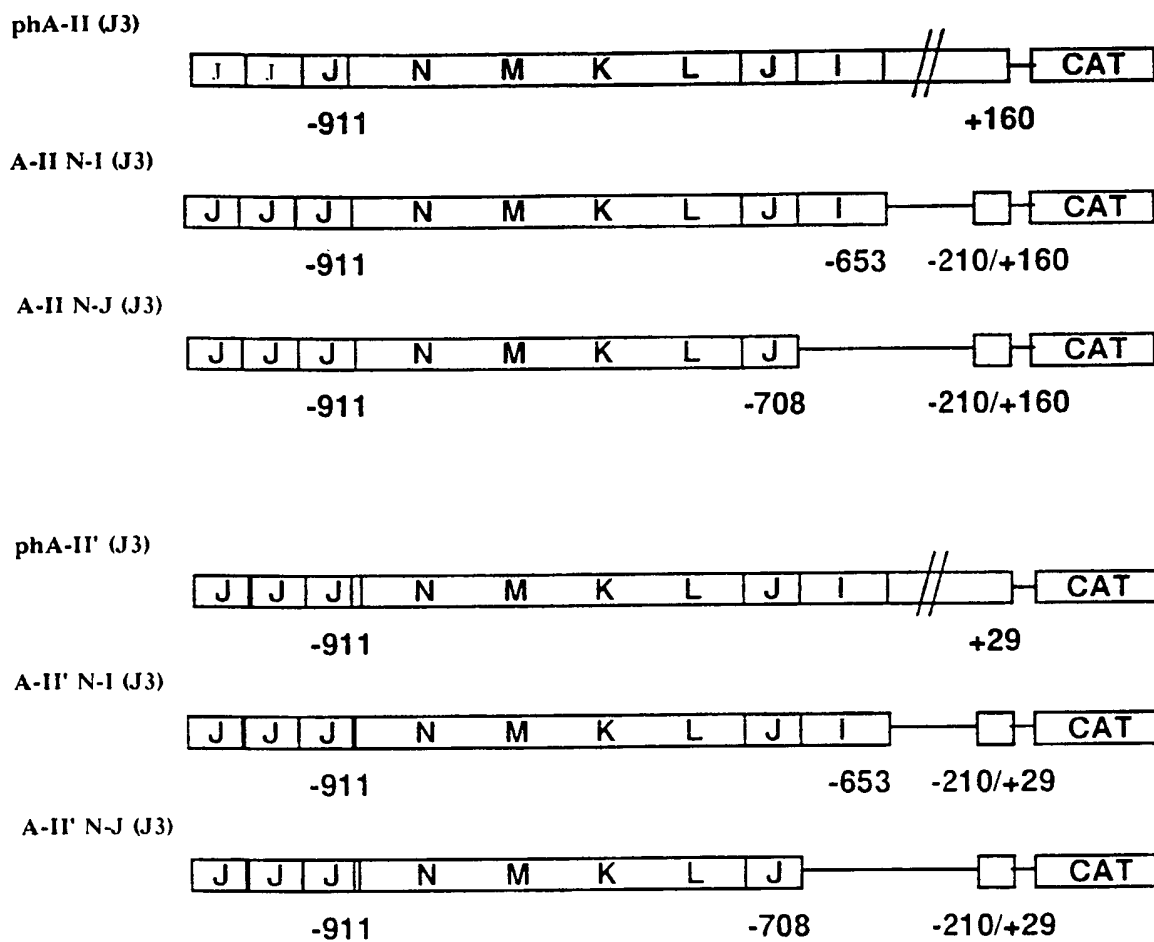 phA-II (J3)
J J J N M K L J I // CAT
-911 +160
A-II N-I (J3)
J J J N M K L J I CAT
-911 -653 -210/+160
A-II N-J (J3)
J J J N M K L J CAT
-911 -708 -210/+160
phA-II' (J3)
J J J N M K L J I // CAT
-911 +29
A-II' N-I (J3)
J J J N M K L J I CAT
-911 -653 -210/+29
A-II' N-J (J3)
J J J N M K L J CAT
-911 -708 -210/+29